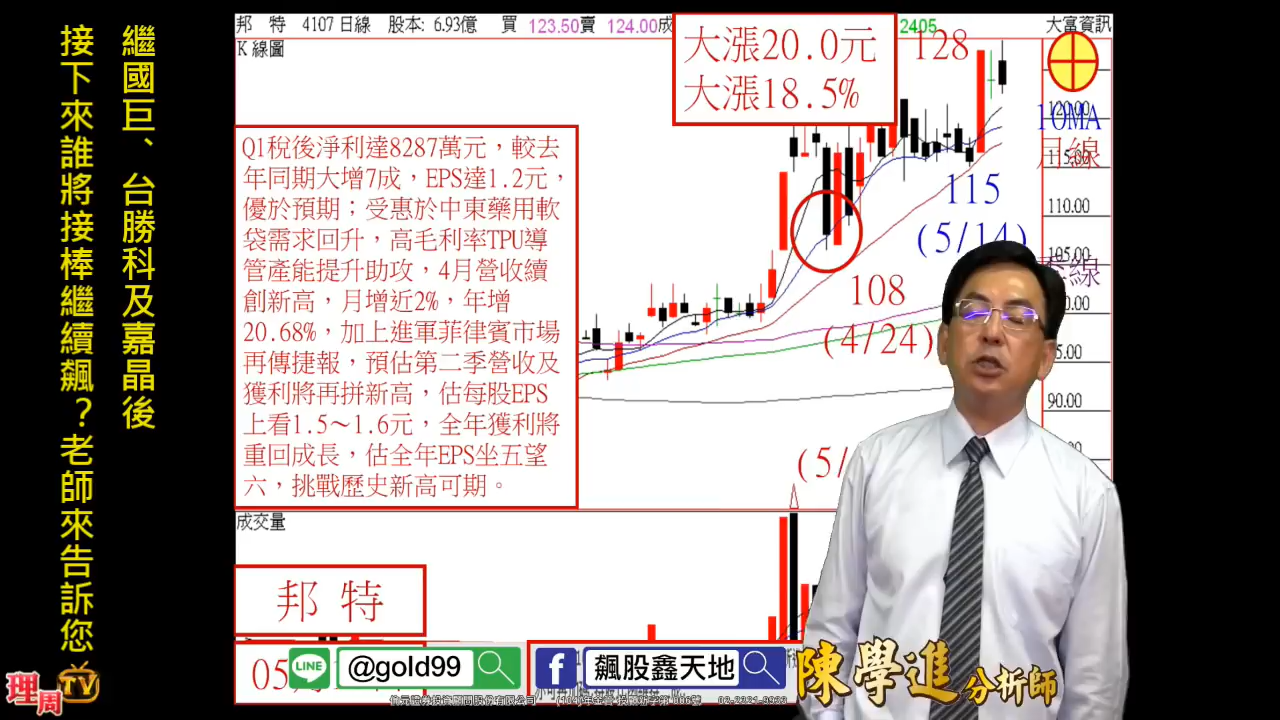 繼國巨、台勝科及嘉晶後
接下來誰將接棒繼續飆？老師來告訴您
邦 特 4107 日線 股本: 6.93億 買 123.50 賣 124.00 成 2405 大富資訊
K 線圖
大漲20.0元
大漲18.5%
128
120.00
10MA
月線
115.00
115
(5/14)
110.00
105.00
108
(4/24)
90.00
(5/
Q1稅後淨利達8287萬元，較去
年同期大增7成，EPS達1.2元，
優於預期；受惠於中東藥用軟
袋需求回升，高毛利率TPU導
管產能提升助攻，4月營收續
創新高，月增近2%，年增
20.68%，加上進軍菲律賓市場
再傳捷報，預估第二季營收及
獲利將再拼新高，估每股EPS
上看1.5～1.6元，全年獲利將
重回成長，估全年EPS坐五望
六，挑戰歷史新高可期。
成交量
邦 特
05
LINE @gold99
f 飆股鑫天地
陳學進分析師
理周TV